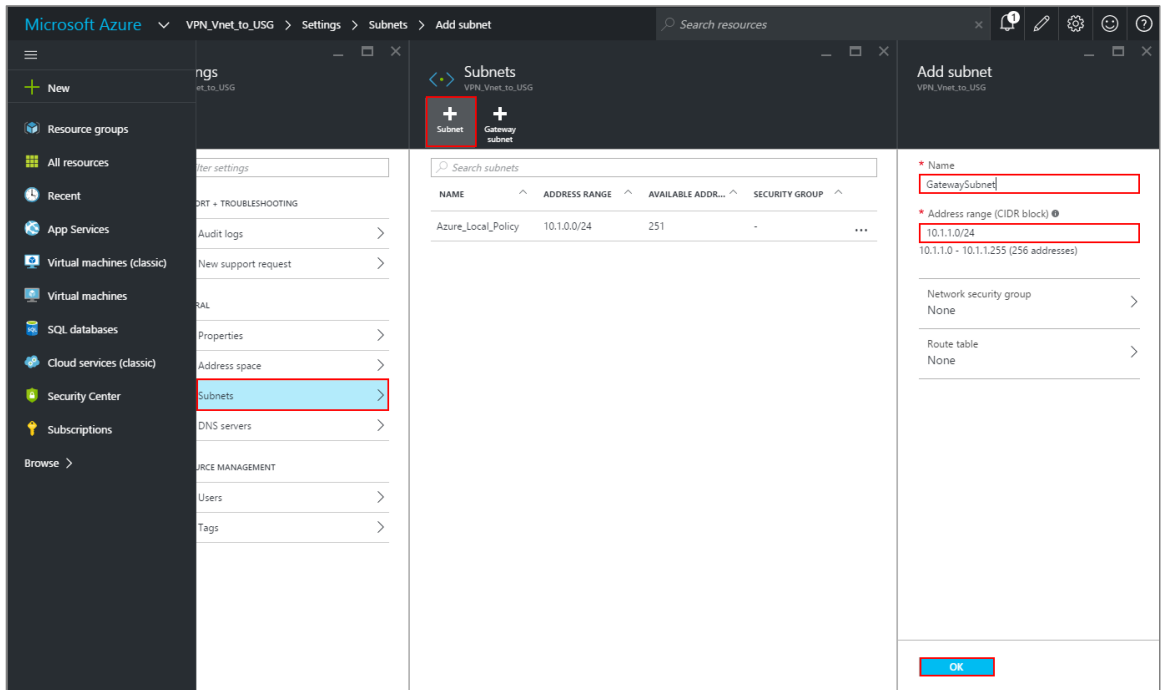 Microsoft Azure VPN_Vnet_to_USG > Settings > Subnets > Add subnet
Search resources
1
New
Resource groups
All resources
Recent
App Services
Virtual machines (classic)
Virtual machines
SQL databases
Cloud services (classic)
Security Center
Subscriptions
Browse >
ngs
et_to_USG
lter settings
ORT + TROUBLESHOOTING
Audit logs
New support request
RAL
Properties
Address space
Subnets
DNS servers
URCE MANAGEMENT
Users
Tags
Subnets
VPN_Vnet_to_USG
Subnet
Gateway
subnet
Search subnets
NAME ADDRESS RANGE AVAILABLE ADDR... SECURITY GROUP
Azure_Local_Policy 10.1.0.0/24 251 - ...
Add subnet
VPN_Vnet_to_USG
* Name
GatewaySubnet
* Address range (CIDR block)
10.1.1.0/24
10.1.1.0 - 10.1.1.255 (256 addresses)
Network security group
None
Route table
None
OK